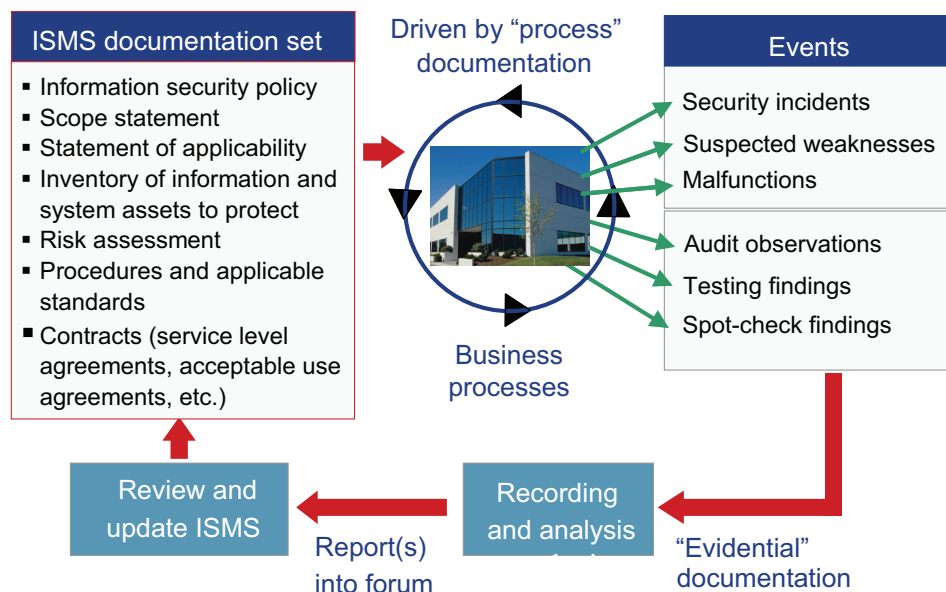 ISMS documentation set
▪ Information security policy
▪ Scope statement
▪ Statement of applicability
▪ Inventory of information and
system assets to protect
▪ Risk assessment
▪ Procedures and applicable
standards
▪ Contracts (service level
agreements, acceptable use
agreements, etc.)
Driven by “process”
documentation
Business
processes
Events
Security incidents
Suspected weaknesses
Malfunctions
Audit observations
Testing findings
Spot-check findings
“Evidential”
documentation
Recording
and analysis
Report(s)
into forum
Review and
update ISMS